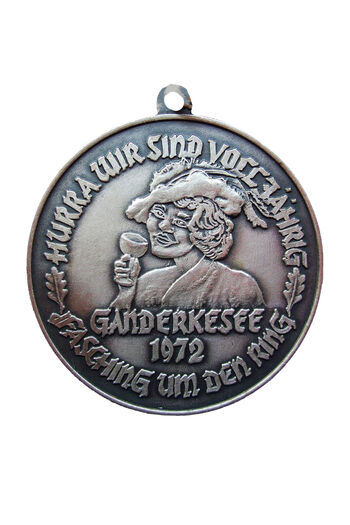 HURRA WIR SIND VOLLJÄHRIG
GANDERKESEE
1972
FASCHING UM DEN RING